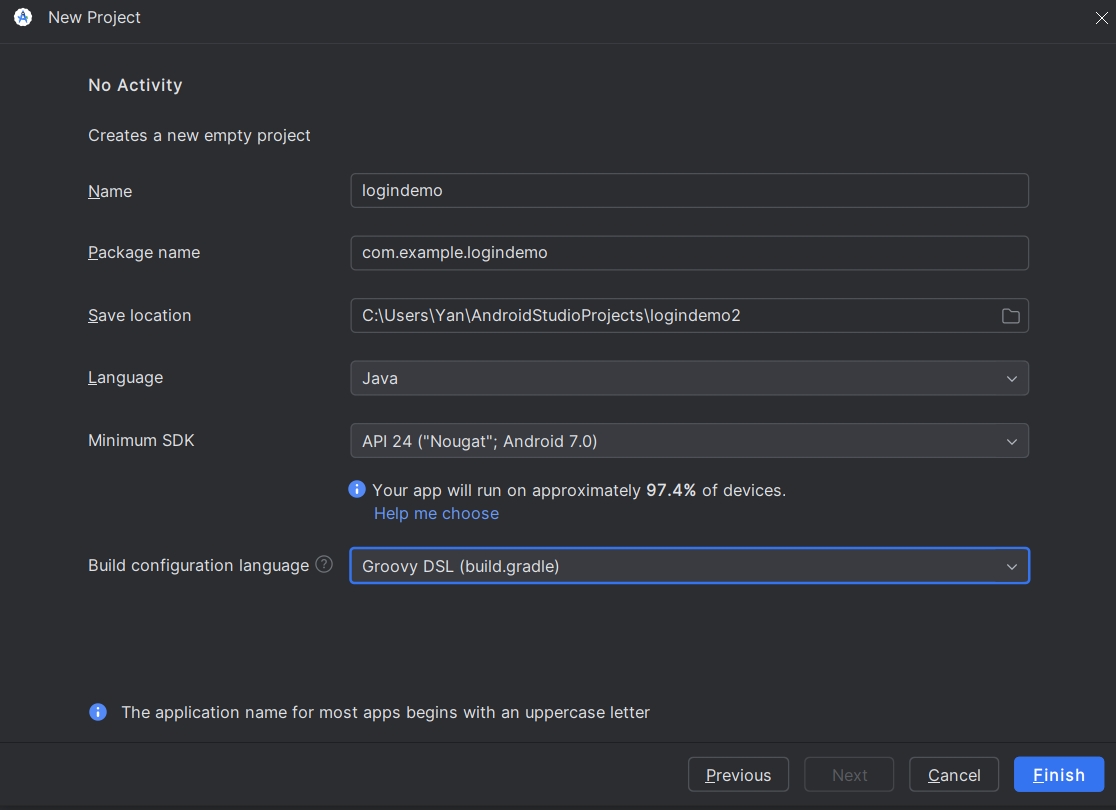 New Project
No Activity
Creates a new empty project
Name
logindemo
Package name
com.example.logindemo
Save location
C:\Users\Yan\AndroidStudioProjects\logindemo2
Language
Java
Minimum SDK
API 24 ("Nougat"; Android 7.0)
Your app will run on approximately 97.4% of devices.
Help me choose
Build configuration language
Groovy DSL (build.gradle)
The application name for most apps begins with an uppercase letter
Previous
Next
Cancel
Finish